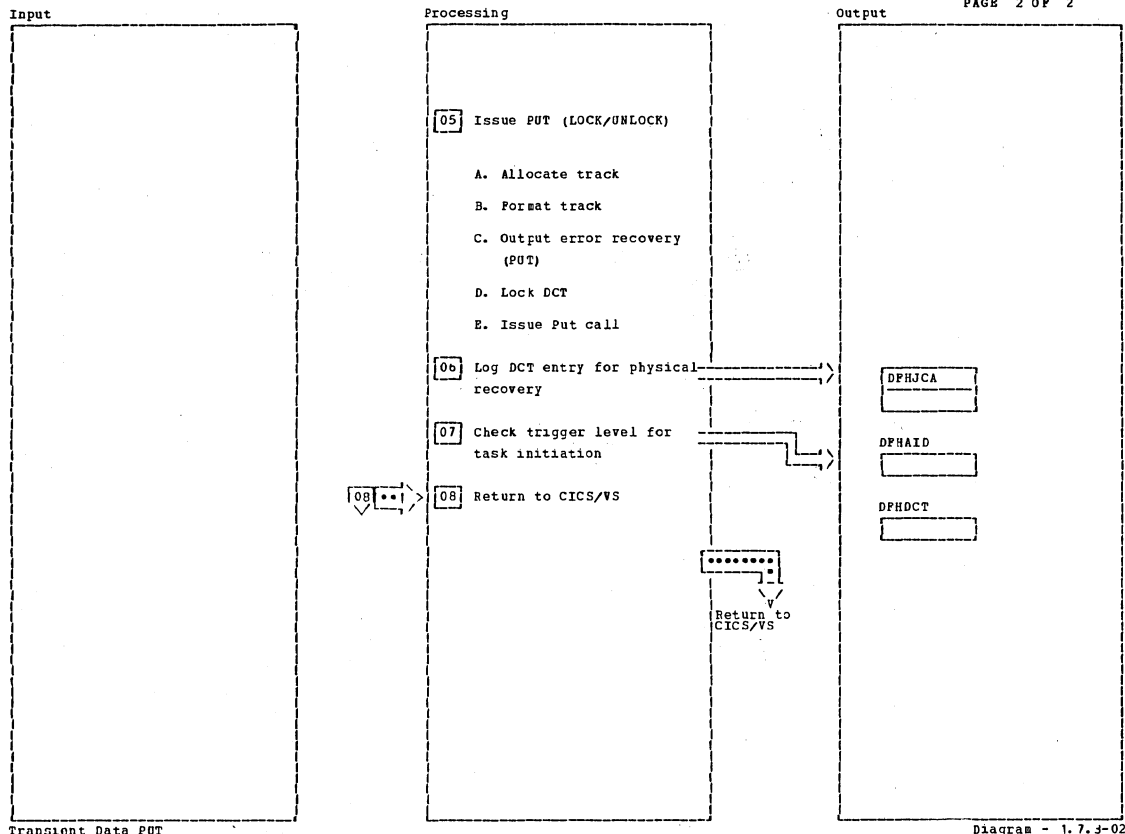 PAGE 2 OF 2
Input
Processing
Output
05 Issue PUT (LOCK/UNLOCK)
A. Allocate track
B. Format track
C. Output error recovery
(PUT)
D. Lock DCT
E. Issue Put call
06 Log DCT entry for physical
recovery
DFHJCA
07 Check trigger level for
task initiation
DFHAID
08
08 Return to CICS/VS
DFHDCT
Return to
CICS/VS
Transient Data PUT
Diagram - 1.7.3-02